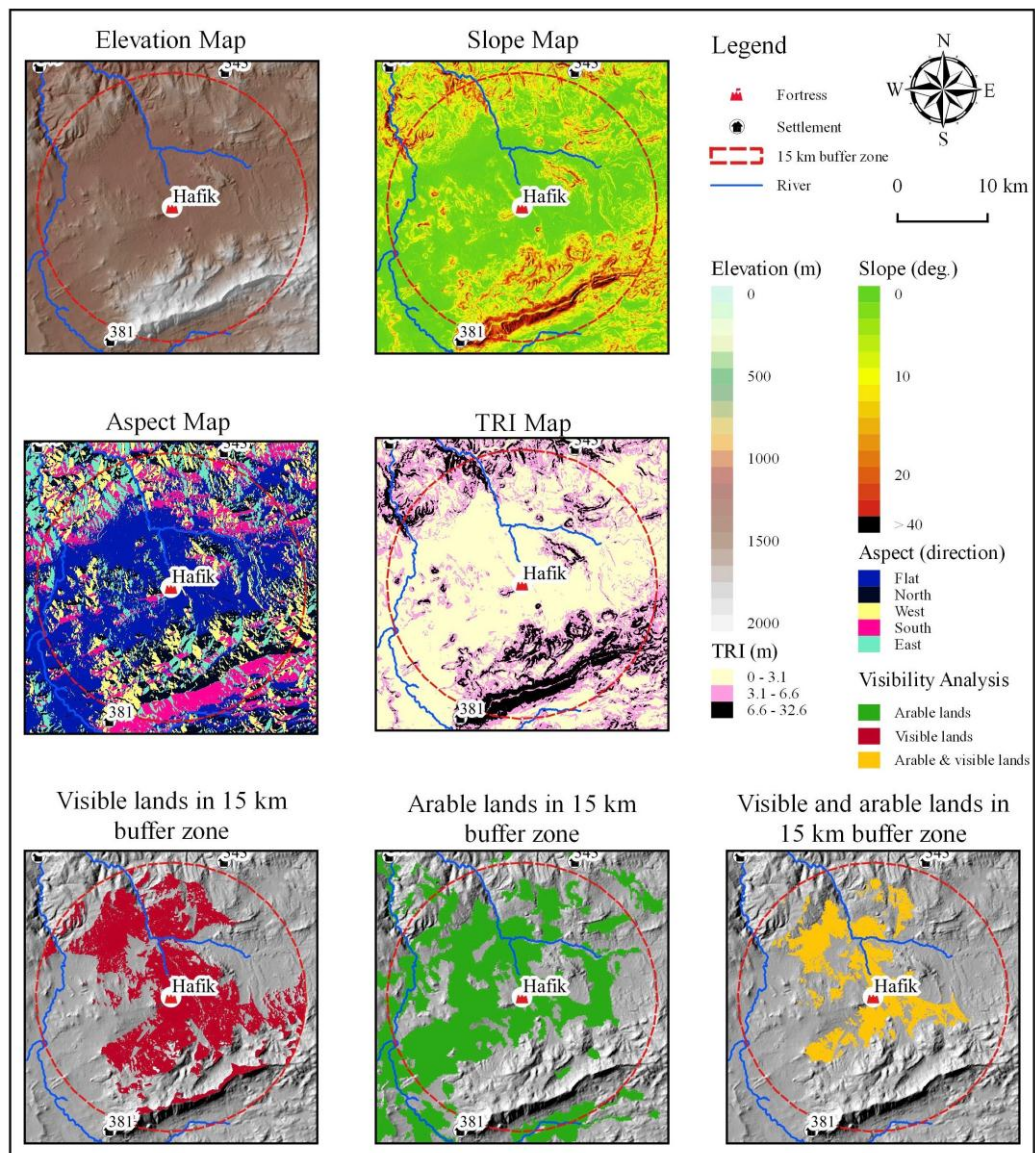 Elevation Map
Slope Map
Legend
N
W
E
S
Fortress
Settlement
15 km buffer zone
River
0
10 km
Hafik
381
Hafik
381
Elevation (m)
0
500
1000
1500
2000
Slope (deg.)
0
10
20
> 40
Aspect Map
TRI Map
Hafik
381
Hafik
381
Aspect (direction)
Flat
North
West
South
East
TRI (m)
0 - 3.1
3.1 - 6.6
6.6 - 32.6
Visibility Analysis
Arable lands
Visible lands
Arable & visible lands
Visible lands in 15 km
buffer zone
Arable lands in 15 km
buffer zone
Visible and arable lands in
15 km buffer zone
Hafik
381
Hafik
381
Hafik
381